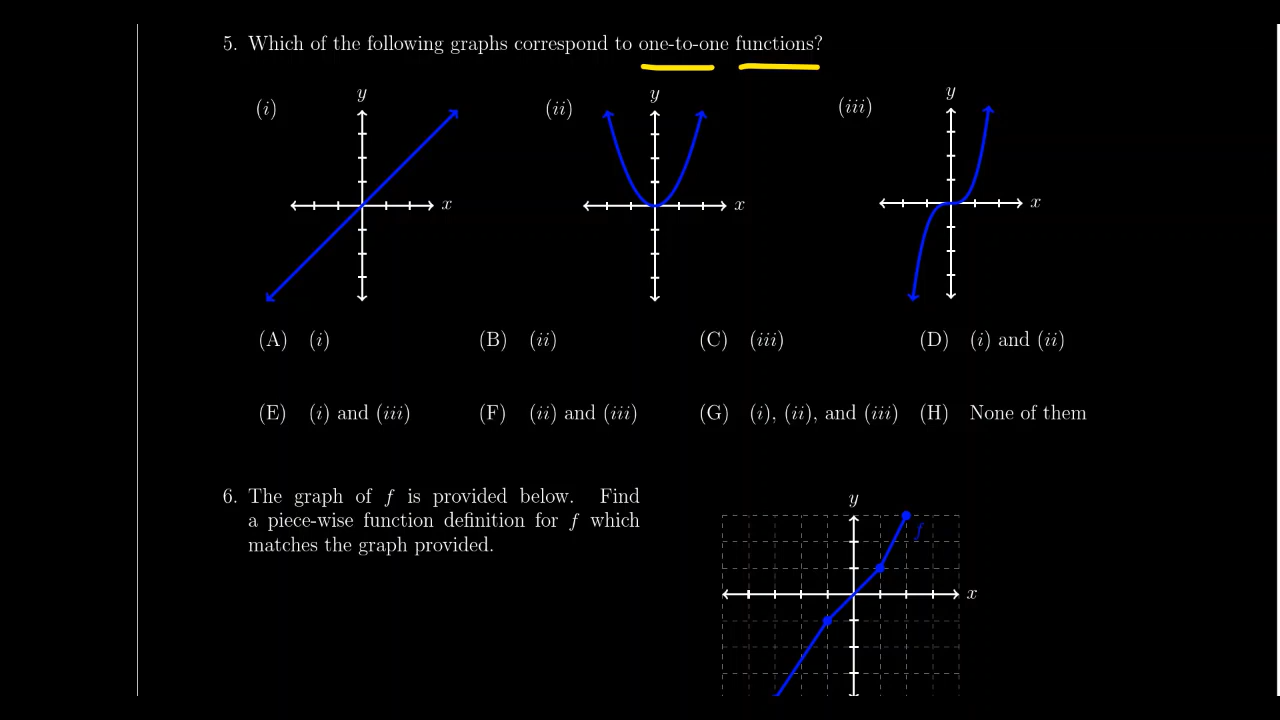 5. Which of the following graphs correspond to one-to-one functions?
(i) y x
(ii) y x
(iii) y x
(A) (i) (B) (ii) (C) (iii) (D) (i) and (ii)
(E) (i) and (iii) (F) (ii) and (iii) (G) (i), (ii), and (iii) (H) None of them
6. The graph of f is provided below. Find
a piece-wise function definition for f which
matches the graph provided.
y
f
x